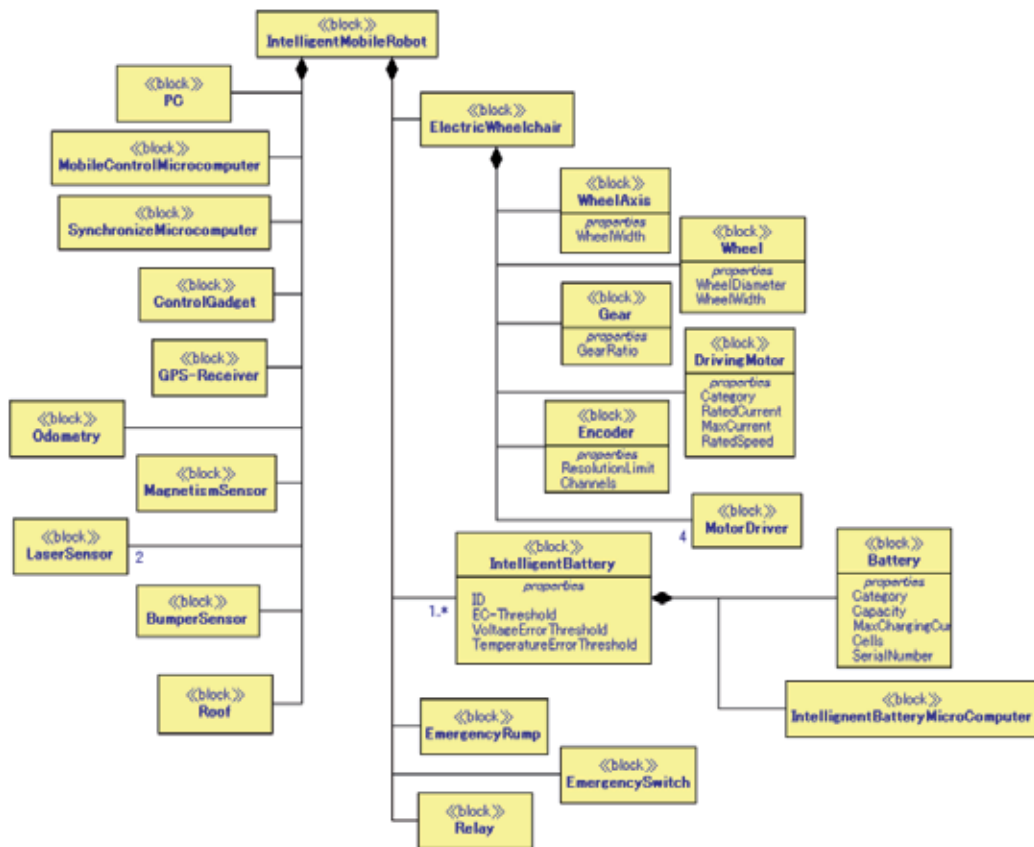 《block》
IntelligentMobileRobot
《block》
PC
《block》
MobileControlMicrocomputer
《block》
SynchronizeMicrocomputer
《block》
ControlGadget
《block》
GPS-Receiver
《block》
Odometry
《block》
MagnetismSensor
《block》
LaserSensor
2
《block》
BumperSensor
《block》
Roof
《block》
ElectricWheelchair
《block》
WheelAxis
properties
WheelWidth
《block》
Wheel
properties
WheelDiameter
WheelWidth
《block》
Gear
properties
GearRatio
《block》
DrivingMotor
properties
Category
RatedCurrent
MaxCurrent
RatedSpeed
《block》
Encoder
properties
ResolutionLimit
Channels
《block》
MotorDriver
4
《block》
IntelligentBattery
properties
ID
EC-Threshold
VoltageErrorThreshold
TemperatureErrorThreshold
1..*
《block》
Battery
properties
Category
Capacity
MaxChargingCur
Cells
SerialNumber
《block》
IntellignentBatteryMicroComputer
《block》
EmergencyRump
《block》
EmergencySwitch
《block》
Relay